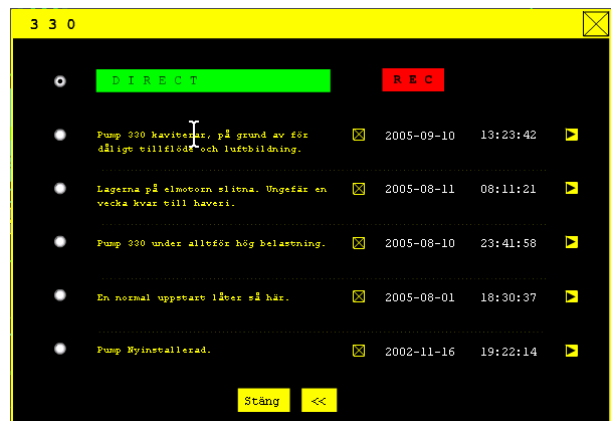 3 3 0
D I R E C T
R E C
Pump 330 kaviterar, på grund av för
dåligt tillflöde och luftbildning.
2005-09-10 13:23:42
Lagerna på elmotorn slitna. Ungefär en
vecka kvar till haveri.
2005-08-11 08:11:21
Pump 330 under alltför hög belastning.
2005-08-10 23:41:58
En normal uppstart låter så här.
2005-08-01 18:30:37
Pump Nyinstallerad.
2002-11-16 19:22:14
Stäng <<